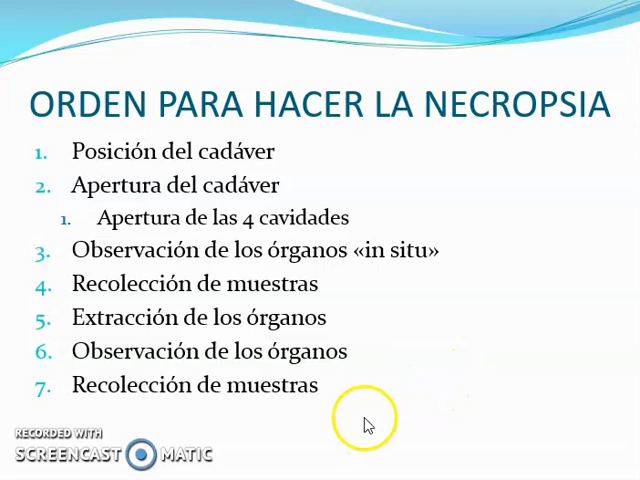 ORDEN PARA HACER LA NECROPSIA
1. Posición del cadáver
2. Apertura del cadáver
1. Apertura de las 4 cavidades
3. Observación de los órganos «in situ»
4. Recolección de muestras
5. Extracción de los órganos
6. Observación de los órganos
7. Recolección de muestras
RECORDED WITH
SCREENCAST MATIC